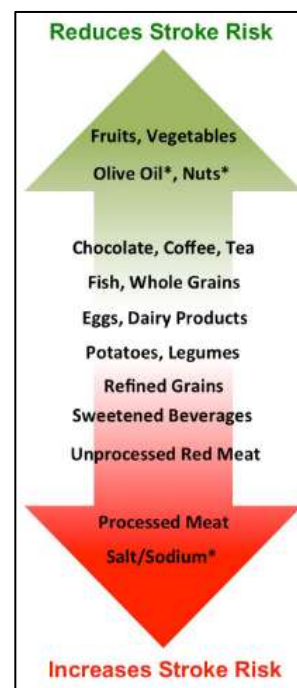 Reduces Stroke Risk
Fruits, Vegetables
Olive Oil*, Nuts*
Chocolate, Coffee, Tea
Fish, Whole Grains
Eggs, Dairy Products
Potatoes, Legumes
Refined Grains
Sweetened Beverages
Unprocessed Red Meat
Processed Meat
Salt/Sodium*
Increases Stroke Risk